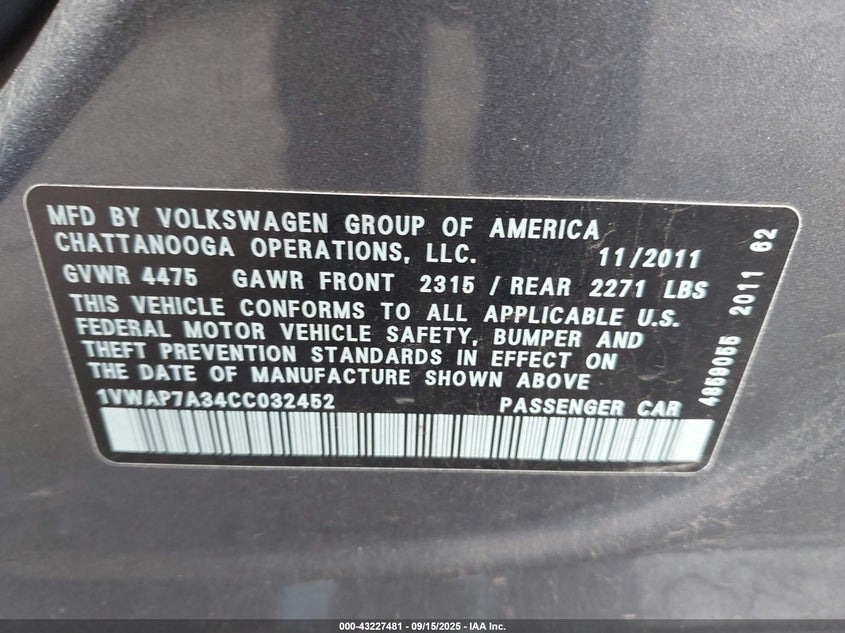 MFD BY VOLKSWAGEN GROUP OF AMERICA
CHATTANOOGA OPERATIONS, LLC. 11/2011
GVWR 4475 GAWR FRONT 2315 / REAR 2271 LBS
THIS VEHICLE CONFORMS TO ALL APPLICABLE U.S.
FEDERAL MOTOR VEHICLE SAFETY, BUMPER AND
THEFT PREVENTION STANDARDS IN EFFECT ON
THE DATE OF MANUFACTURE SHOWN ABOVE
1VWAP7A34CC032452 PASSENGER CAR
4859055 2011 62
000-43227481 - 09/15/2025 - IAA Inc.